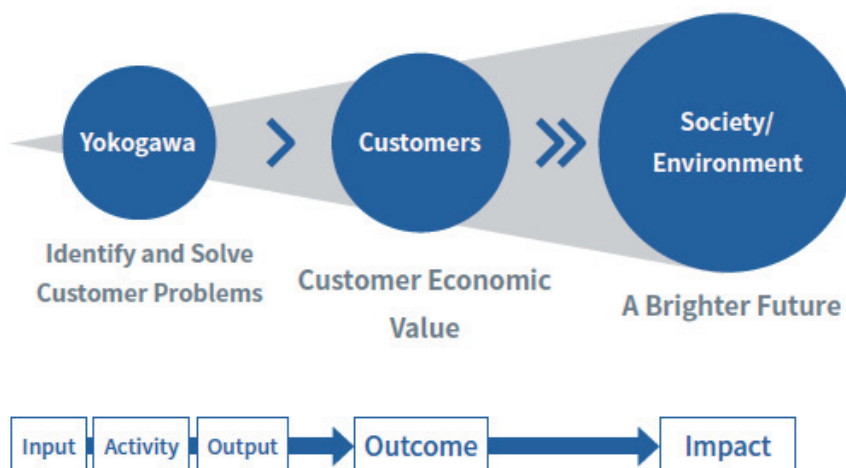 Yokogawa
Customers
Society/
Environment
Identify and Solve
Customer Problems
Customer Economic
Value
A Brighter Future
Input
Activity
Output
Outcome
Impact